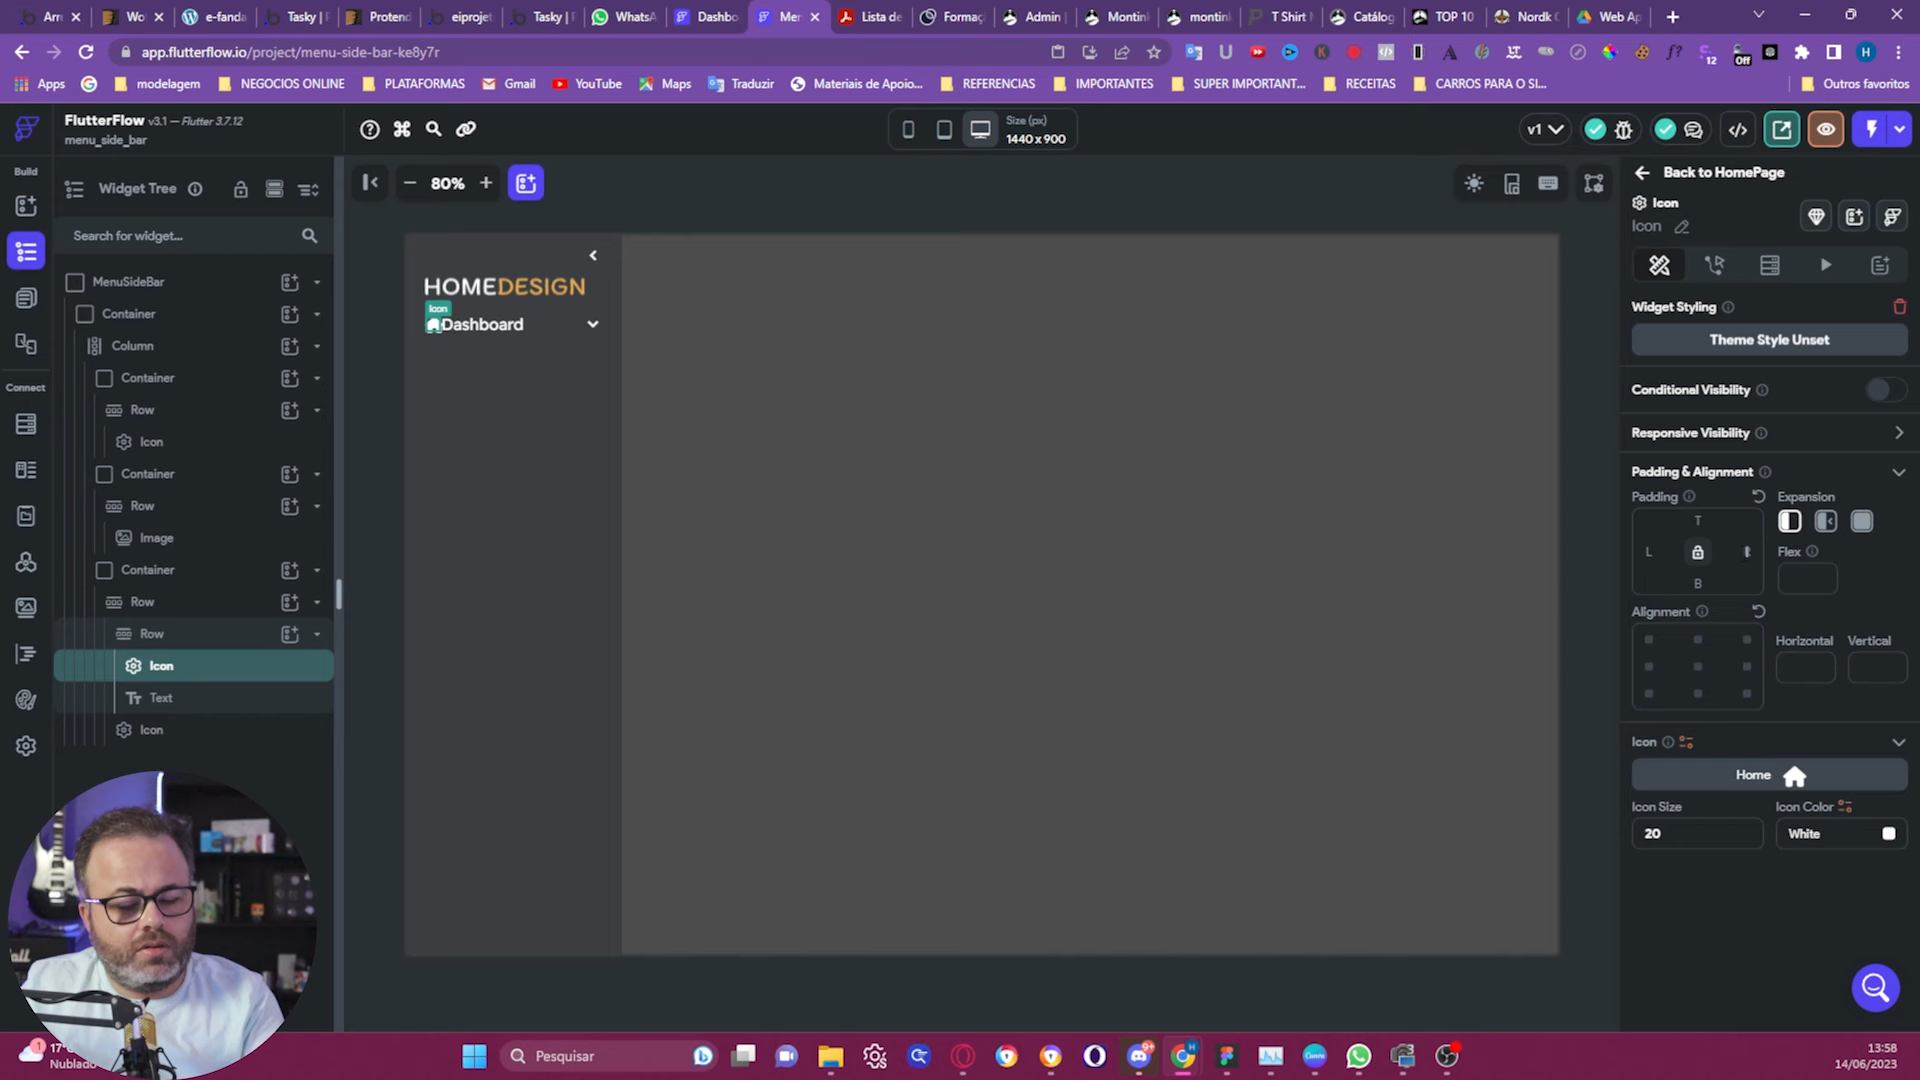 Arr
Wo
e-fanda
Tasky | F
Protend
eiprojet
Tasky | F
WhatsA
Dashbo
Mer
Lista de
Formaç
Admin |
Montin
montin
T Shirt
Catálog
TOP 10
Nordk
Web Ap
app.flutterflow.io/project/menu-side-bar-ke8y7r
12
Off
H
Apps
modelagem
NEGOCIOS ONLINE
PLATAFORMAS
Gmail
YouTube
Maps
Traduzir
Materiais de Apoio...
REFERENCIAS
IMPORTANTES
SUPER IMPORTANT...
RECEITAS
CARROS PARA O SI...
Outros favoritos
FlutterFlow v3.1 — Flutter 3.7.12
menu_side_bar
Size (px)
1440 x 900
v1
Build
Widget Tree
80%
Back to HomePage
Icon
Icon
Search for widget...
MenuSideBar
Container
Column
Container
Row
Icon
Container
Row
Image
Container
Row
Row
Icon
Text
Icon
Connect
HOMEDESIGN
Icon
Dashboard
Widget Styling
Theme Style Unset
Conditional Visibility
Responsive Visibility
Padding & Alignment
Padding
Expansion
T
L
B
Flex
Alignment
Horizontal
Vertical
Icon
Home
Icon Size
Icon Color
20
White
1
17°
Nublado
Pesquisar
9+
H
13:58
14/06/2023